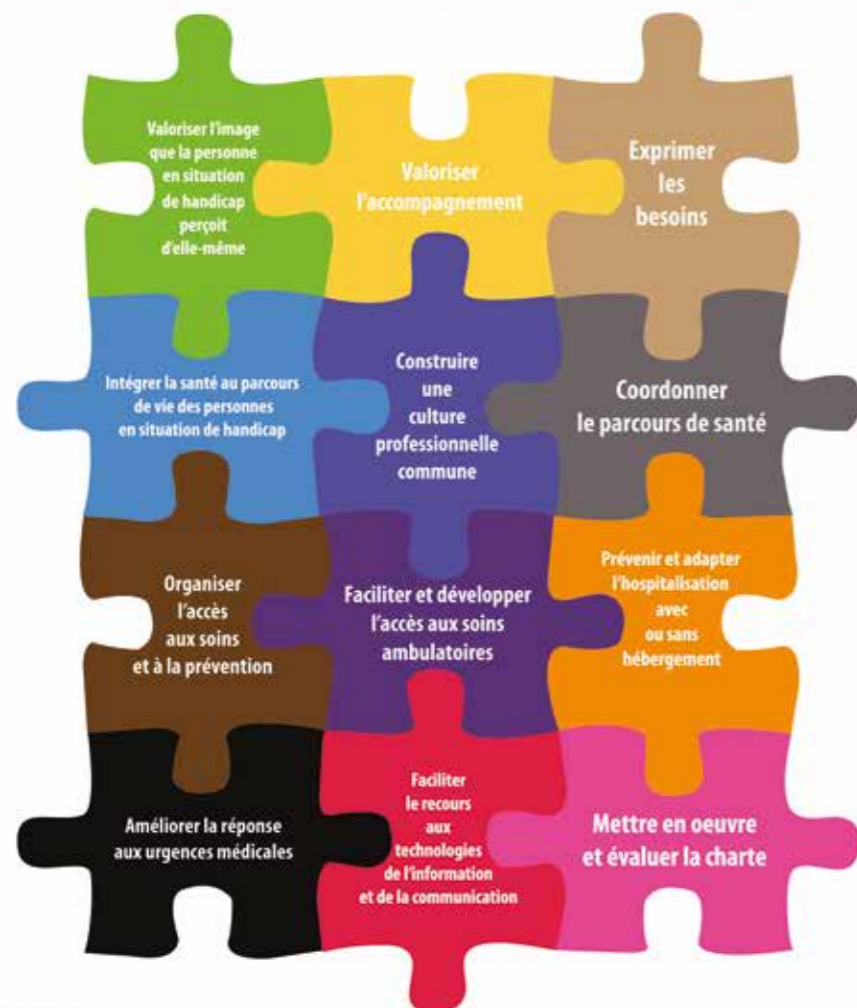 Valoriser l'image
que la personne
en situation
de handicap
perçoit
d'elle-même
Valoriser
l'accompagnement
Exprimer
les
besoins
Intégrer la santé au parcours
de vie des personnes
en situation de handicap
Construire
une
culture
professionnelle
commune
Coordonner
le parcours de santé
Organiser
l'accès
aux soins
et à la prévention
Faciliter et développer
l'accès aux soins
ambulatoires
Prévenir et adapter
l'hospitalisation
avec
ou sans
hébergement
Améliorer la réponse
aux urgences médicales
Faciliter
le recours
aux
technologies
de l'information
et de la communication
Mettre en oeuvre
et évaluer la charte